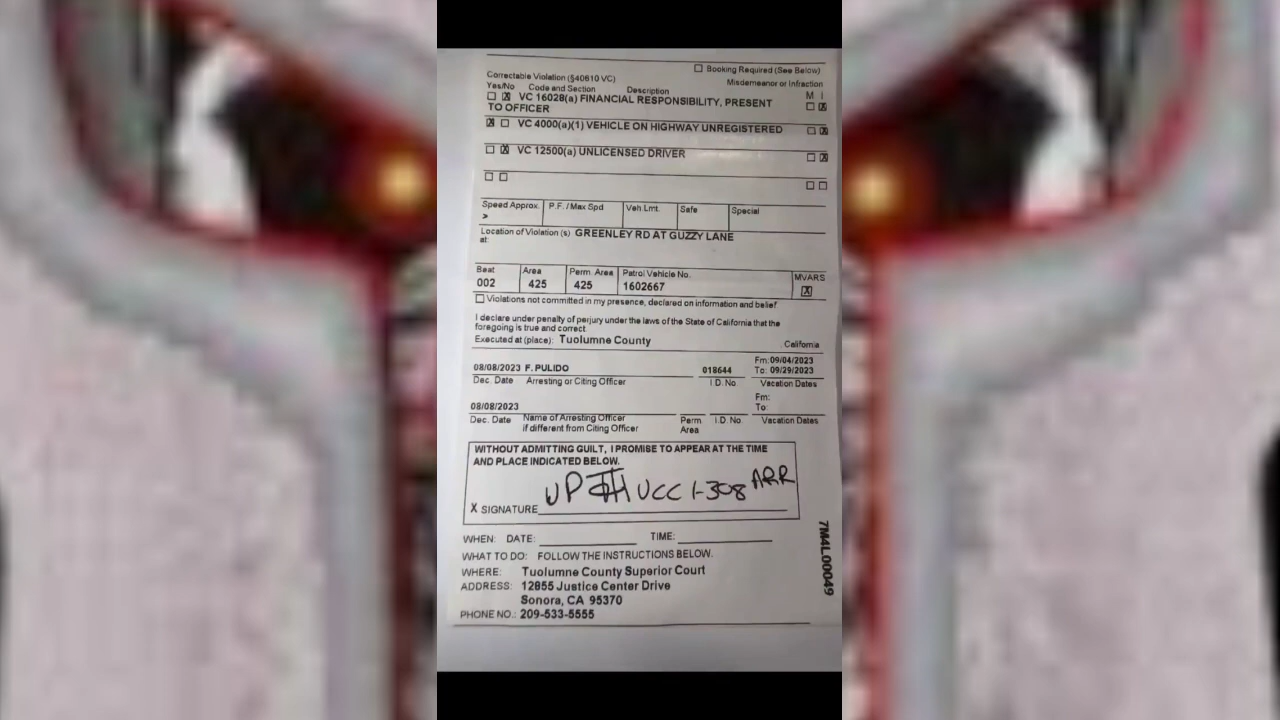 ☐ Booking Required (See Below)
Correctable Violation (§40610 VC)
Misdemeanor or Infraction
Yes/No Code and Section Description M I
☐ ☒ VC 16028(a) FINANCIAL RESPONSIBILITY, PRESENT ☐ ☒
TO OFFICER
☒ ☐ VC 4000(a)(1) VEHICLE ON HIGHWAY UNREGISTERED ☐ ☒
☐ ☒ VC 12500(a) UNLICENSED DRIVER ☐ ☒
☐ ☐ ☐ ☐
Speed Approx. P.F. / Max Spd Veh.Lmt. Safe Special
>
Location of Violation(s) GREENLEY RD AT GUZZY LANE
at:
Beat Area Perm. Area Patrol Vehicle No. MVARS
002 425 425 1602667 ☒
☐ Violations not committed in my presence, declared on information and belief
I declare under penalty of perjury under the laws of the State of California that the
foregoing is true and correct
Executed at (place): Tuolumne County California
Fm: 09/04/2023
08/08/2023 F. PULIDO 018644 To: 09/29/2023
Dec. Date Arresting or Citing Officer I.D. No Vacation Dates
Fm:
08/08/2023 To:
Dec. Date Name of Arresting Officer Perm I.D. No. Vacation Dates
if different from Citing Officer Area
WITHOUT ADMITTING GUILT, I PROMISE TO APPEAR AT THE TIME
AND PLACE INDICATED BELOW.
X SIGNATURE UCC 1-308 ARR
WHEN: DATE: TIME:
WHAT TO DO: FOLLOW THE INSTRUCTIONS BELOW.
WHERE: Tuolumne County Superior Court
ADDRESS: 12855 Justice Center Drive
Sonora, CA 95370
PHONE NO.: 209-533-5555
7M4L00049